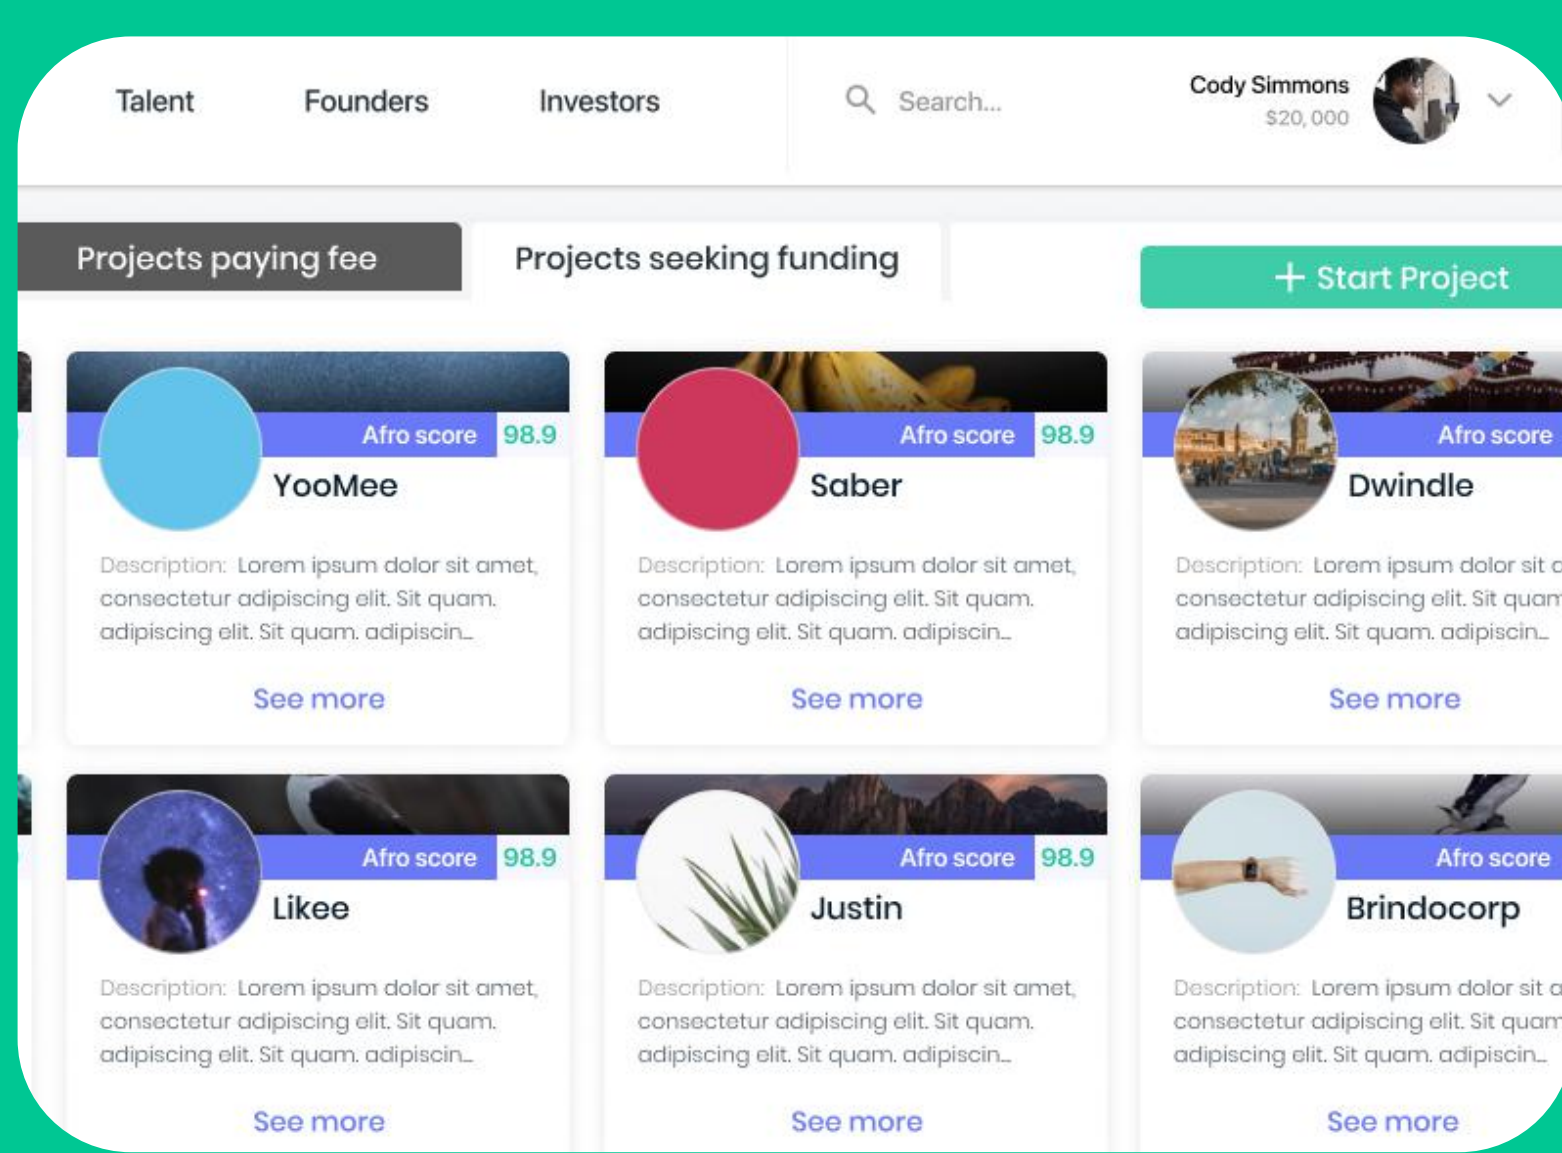 Talent Founders Investors Search... Cody Simmons
$20,000
Projects paying fee Projects seeking funding + Start Project
Afro score 98.9 Afro score 98.9 Afro score
YooMee Saber Dwindle
Description: Lorem ipsum dolor sit amet,
consectetur adipiscing elit. Sit quam.
adipiscing elit. Sit quam. adipiscin...
See more
Description: Lorem ipsum dolor sit amet,
consectetur adipiscing elit. Sit quam.
adipiscing elit. Sit quam. adipiscin...
See more
Description: Lorem ipsum dolor sit
consectetur adipiscing elit. Sit quam
adipiscing elit. Sit quam. adipiscin...
See more
Afro score 98.9 Afro score 98.9 Afro score
Likee Justin Brindocorp
Description: Lorem ipsum dolor sit amet,
consectetur adipiscing elit. Sit quam.
adipiscing elit. Sit quam. adipiscin...
See more
Description: Lorem ipsum dolor sit amet,
consectetur adipiscing elit. Sit quam.
adipiscing elit. Sit quam. adipiscin...
See more
Description: Lorem ipsum dolor sit
consectetur adipiscing elit. Sit quam
adipiscing elit. Sit quam. adipiscin...
See more